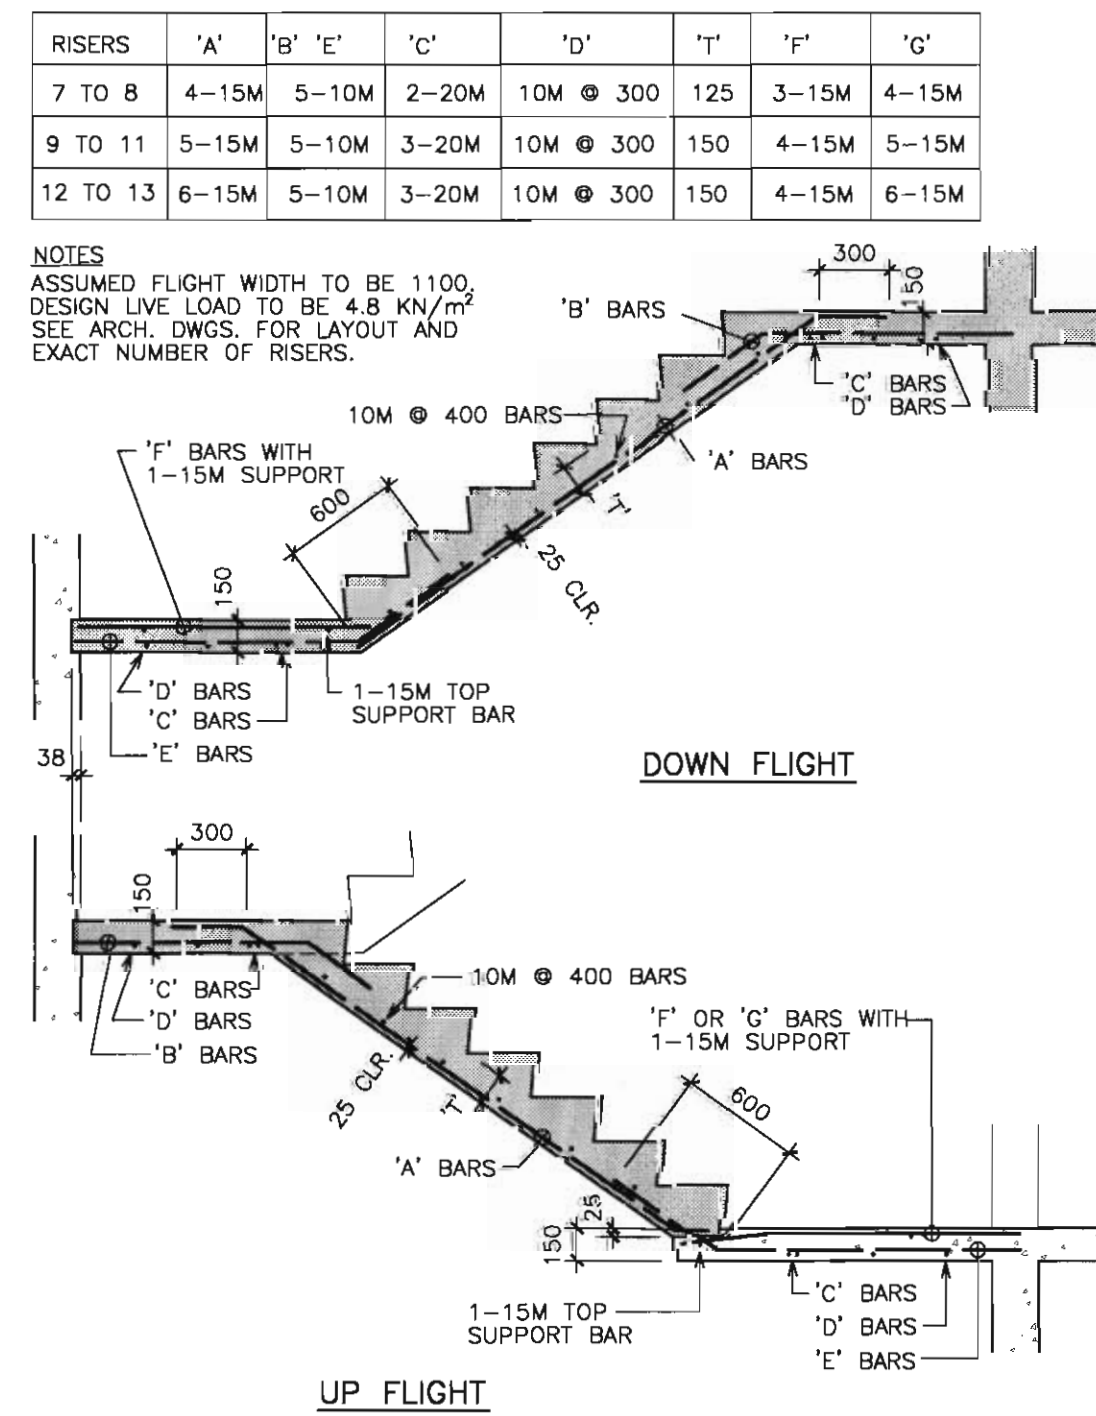 RISERS 'A' 'B' 'E' 'C' 'D' 'T' 'F' 'G'
7 TO 8 4-15M 5-10M 2-20M 10M @ 300 125 3-15M 4-15M
9 TO 11 5-15M 5-10M 3-20M 10M @ 300 150 4-15M 5-15M
12 TO 13 6-15M 5-10M 3-20M 10M @ 300 150 4-15M 6-15M
NOTES
ASSUMED FLIGHT WIDTH TO BE 1100.
DESIGN LIVE LOAD TO BE 4.8 KN/m²
SEE ARCH. DWGS. FOR LAYOUT AND
EXACT NUMBER OF RISERS.
300
150
'B' BARS
'C' BARS
'D' BARS
10M @ 400 BARS
'A' BARS
'F' BARS WITH
1-15M SUPPORT
600
'T'
25 CLR.
150
'D' BARS
'C' BARS
'E' BARS
1-15M TOP
SUPPORT BAR
38
DOWN FLIGHT
300
150
'C' BARS
'D' BARS
'B' BARS
10M @ 400 BARS
'F' OR 'G' BARS WITH
1-15M SUPPORT
25 CLR.
'T'
600
'A' BARS
25
150
1-15M TOP
SUPPORT BAR
'C' BARS
'D' BARS
'E' BARS
UP FLIGHT